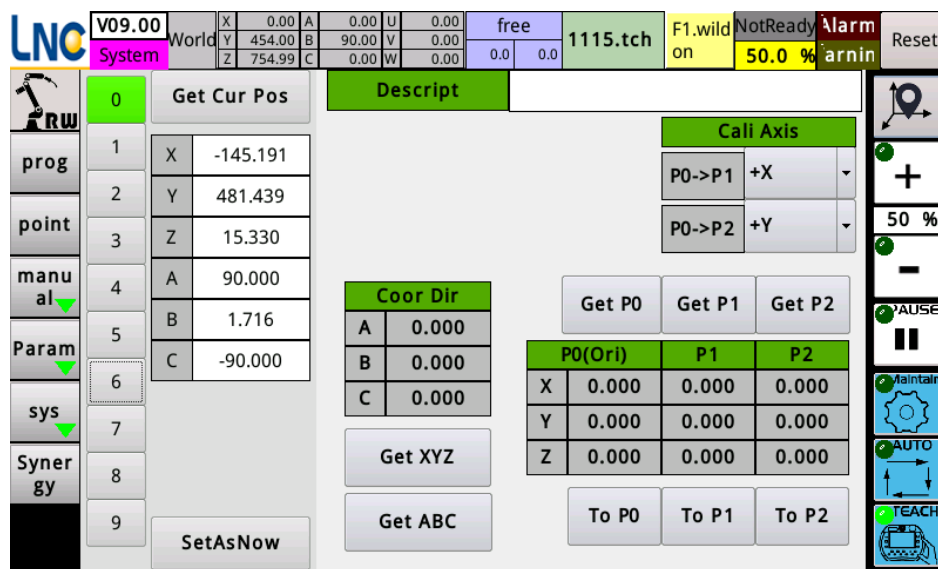 LNC V09.00 System World X 0.00 A 0.00 U 0.00 free 1115.tch F1.wild on NotReady Alarm Reset
Y 454.00 B 90.00 V 0.00
Z 754.99 C 0.00 W 0.00 0.0 0.0 50.0 % arnin
RW
prog
point
manu
al
Param
sys
Syner
gy
0
1
2
3
4
5
6
7
8
9
Get Cur Pos
X -145.191
Y 481.439
Z 15.330
A 90.000
B 1.716
C -90.000
SetAsNow
Descript
Cali Axis
P0->P1 +X
P0->P2 +Y
Coor Dir
A 0.000
B 0.000
C 0.000
Get XYZ
Get ABC
Get P0 Get P1 Get P2
P0(Ori) P1 P2
X 0.000 0.000 0.000
Y 0.000 0.000 0.000
Z 0.000 0.000 0.000
To P0 To P1 To P2
+
50 %
-
PAUSE
Maintain
AUTO
TEACH